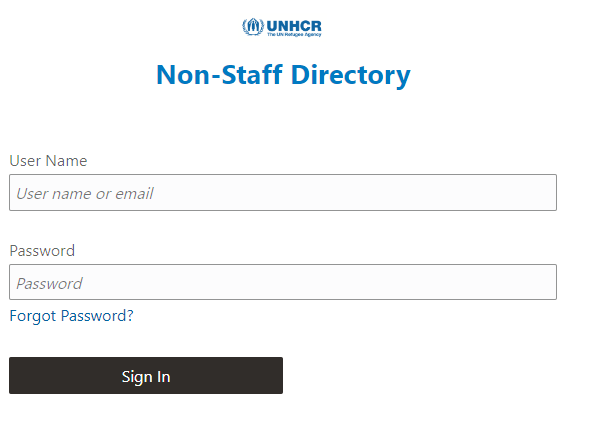 UNHCR
The UN Refugee Agency
Non-Staff Directory
User Name
User name or email
Password
Password
Forgot Password?
Sign In